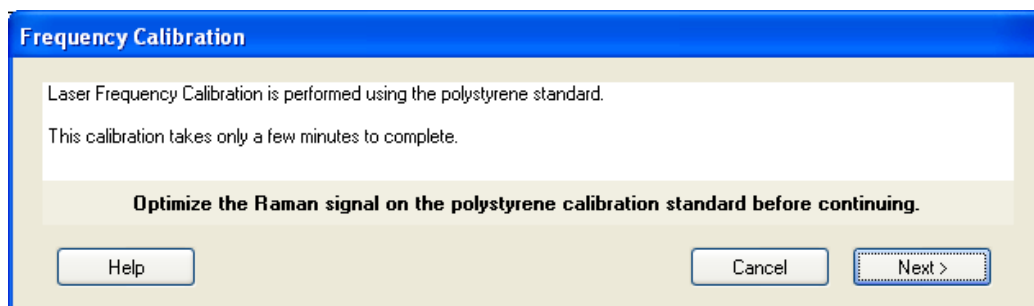 Frequency Calibration
Laser Frequency Calibration is performed using the polystyrene standard.
This calibration takes only a few minutes to complete.
Optimize the Raman signal on the polystyrene calibration standard before continuing.
Help
Cancel
Next >